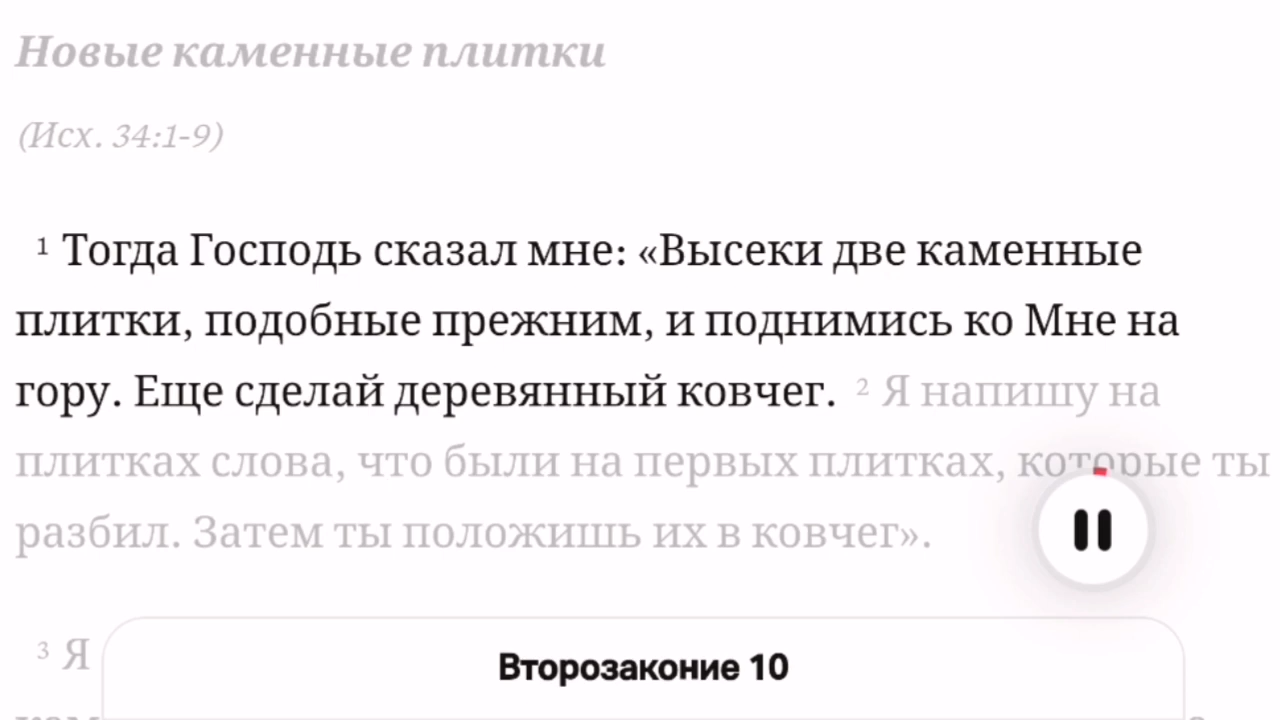 Новые каменные плитки
(Исх. 34:1-9)
1 Тогда Господь сказал мне: «Высеки две каменные
плитки, подобные прежним, и поднимись ко Мне на
гору. Еще сделай деревянный ковчег. 2 Я напишу на
плитках слова, что были на первых плитках, которые ты
разбил. Затем ты положишь их в ковчег».
3 Я
Второзаконие 10